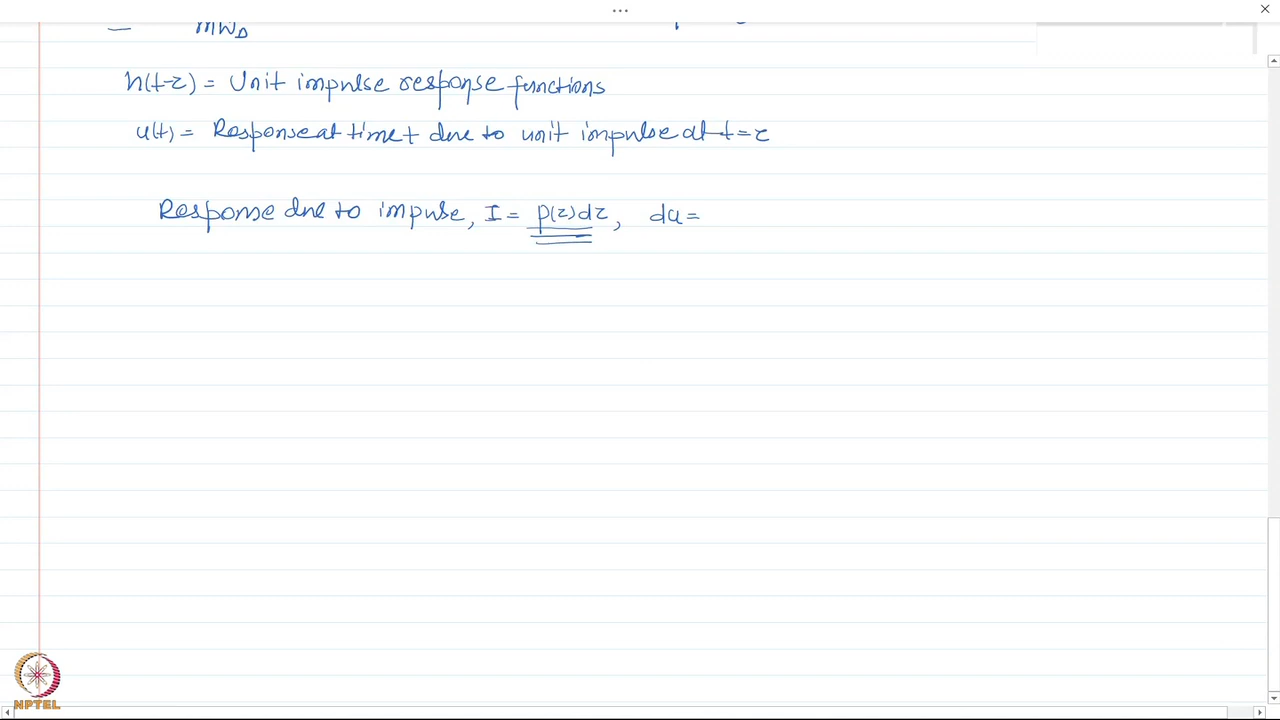 mωD
h(t-τ) = Unit impulse response functions
u(t) = Response at time t due to unit impulse at t=τ
Response due to impulse, I = p(τ)dτ, du=
NPTEL